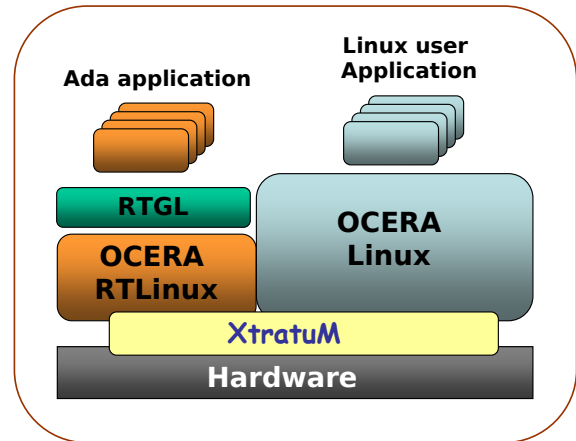 Ada application
Linux user
Application
RTGL
OCERA
RTLinux
OCERA
Linux
XtratuM
Hardware